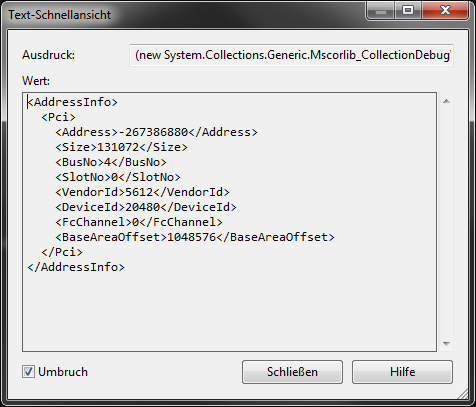 Text-Schnellansicht
Ausdruck: (new System.Collections.Generic.Mscorlib_CollectionDebug
Wert:
<AddressInfo>
<Pci>
<Address>-267386880</Address>
<Size>131072</Size>
<BusNo>4</BusNo>
<SlotNo>0</SlotNo>
<VendorId>5612</VendorId>
<DeviceId>20480</DeviceId>
<FcChannel>0</FcChannel>
<BaseAreaOffset>1048576</BaseAreaOffset>
</Pci>
</AddressInfo>
Umbruch Schließen Hilfe